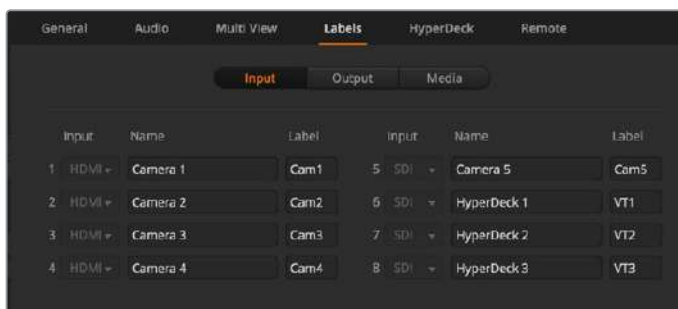 General Audio Multi View Labels HyperDeck Remote
Input Output Media
Input Name Label Input Name Label
1 HDMI Camera 1 Cam1 5 SDI Camera 5 Cam5
2 HDMI Camera 2 Cam2 6 SDI HyperDeck 1 VT1
3 HDMI Camera 3 Cam3 7 SDI HyperDeck 2 VT2
4 HDMI Camera 4 Cam4 8 SDI HyperDeck 3 VT3